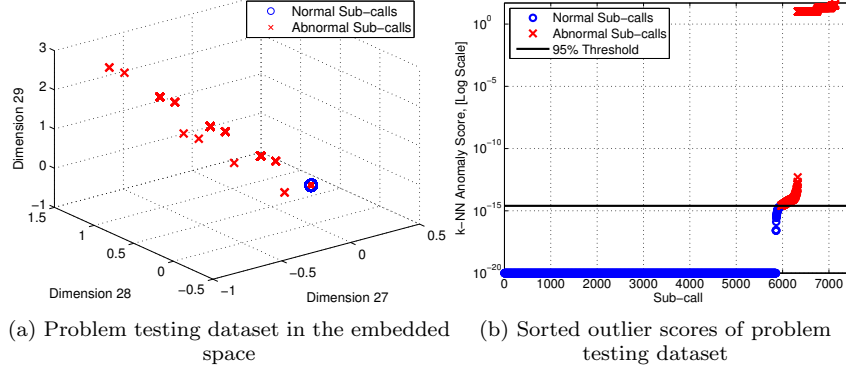 Normal Sub-calls
Abnormal Sub-calls
3
2
1
0
-1
Dimension 29
1.5
1
0.5
0
-0.5
Dimension 28
-1
-0.5
0
0.5
Dimension 27
(a) Problem testing dataset in the embedded
space
Normal Sub-calls
Abnormal Sub-calls
95% Threshold
k-NN Anomaly Score, [Log Scale]
10^0
10^-5
10^-10
10^-15
10^-20
0 1000 2000 3000 4000 5000 6000 7000
Sub-call
(b) Sorted outlier scores of problem
testing dataset